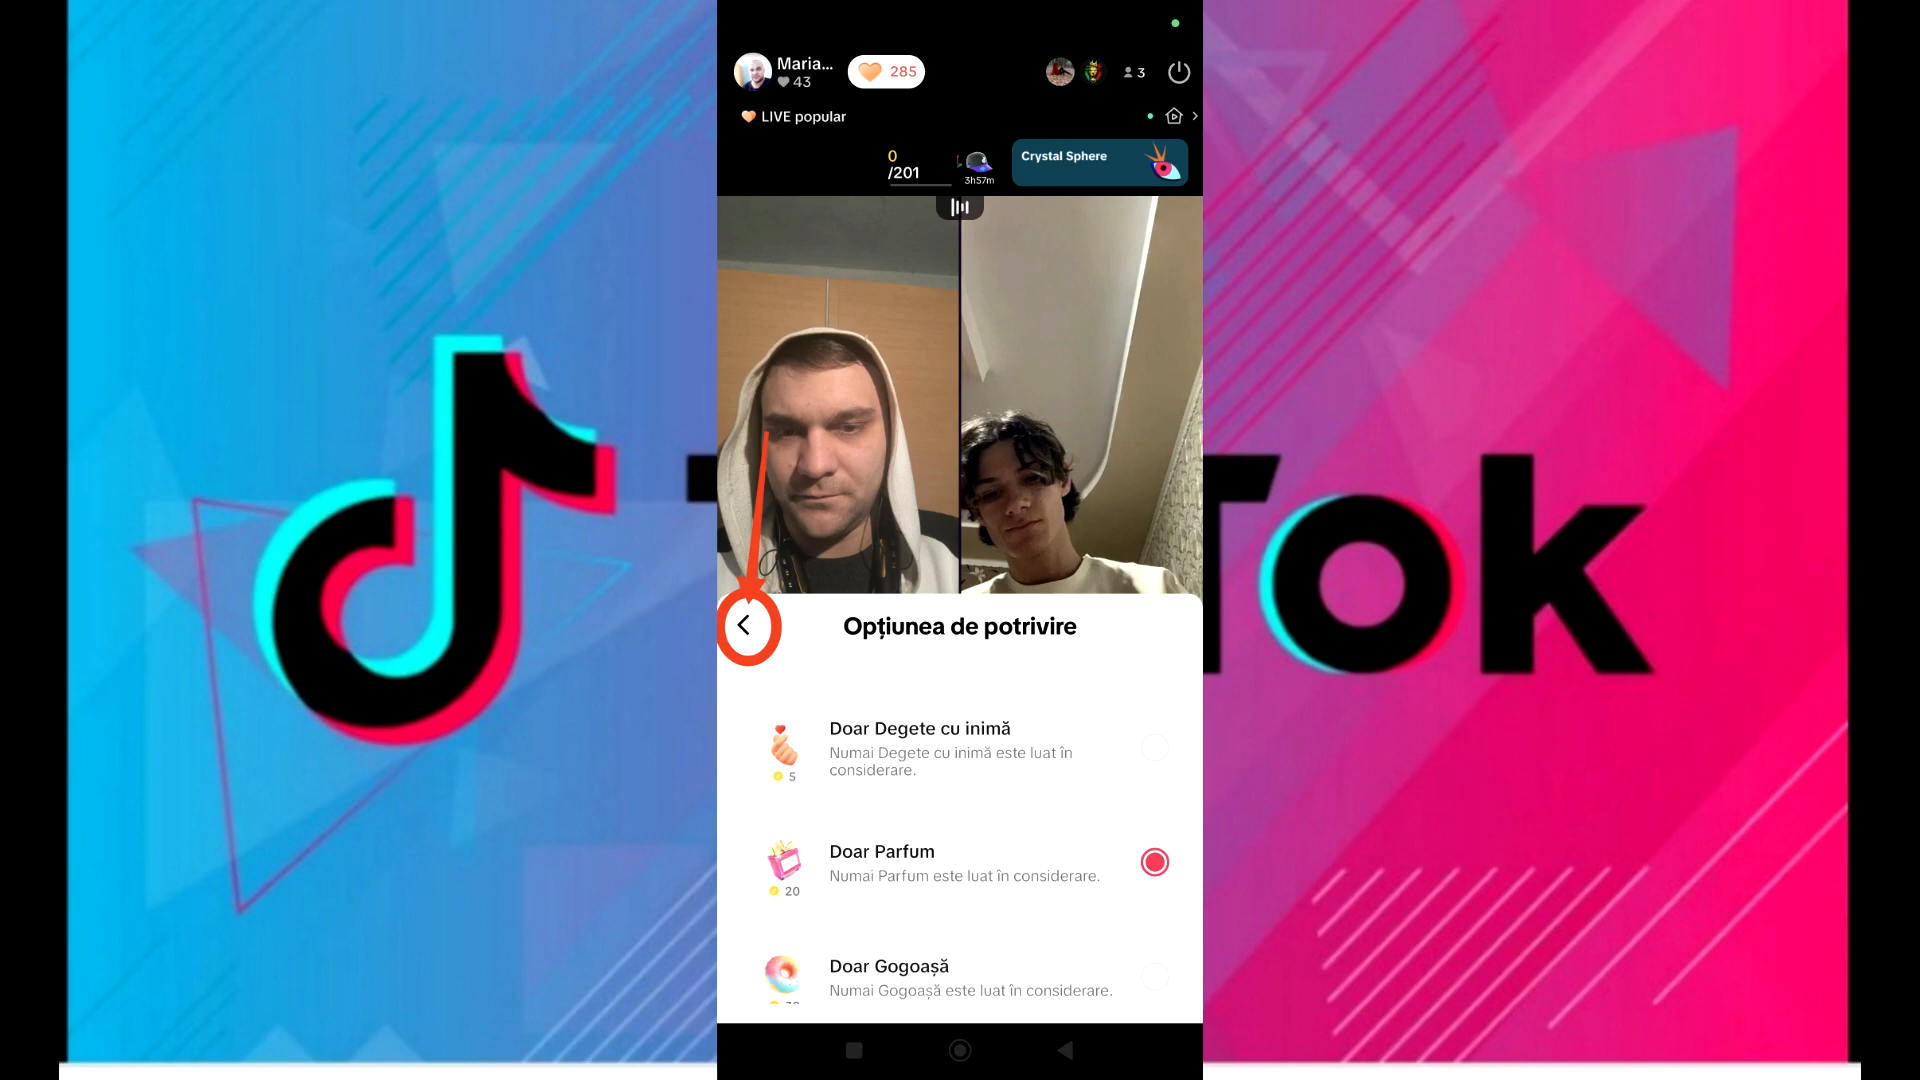 Maria...
43
285
3
LIVE popular
0
/201
3h57m
Crystal Sphere
Tok
Opțiunea de potrivire
Doar Degete cu inimă
Numai Degete cu inimă este luat în
considerare.
5
Doar Parfum
Numai Parfum este luat în considerare.
20
Doar Gogoașă
Numai Gogoașă este luat în considerare.